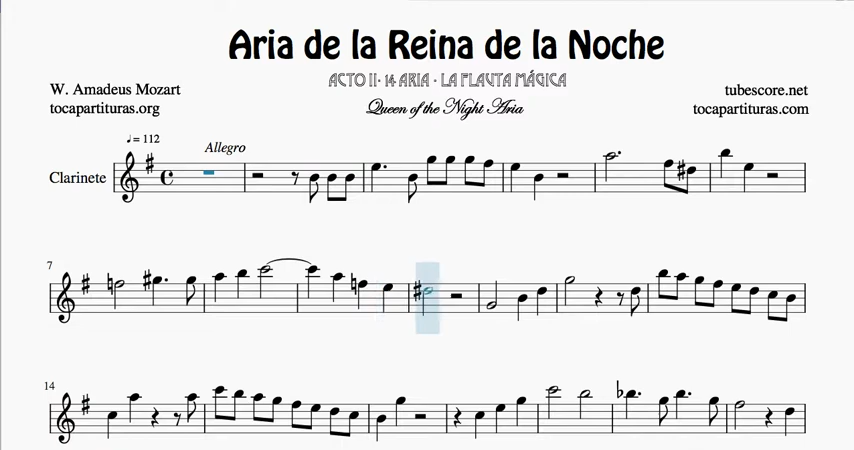 Aria de la Reina de la Noche
ACTO II · 14 ARIA · LA FLAUTA MÁGICA
W. Amadeus Mozart
tubescore.net
tocapartituras.org
Queen of the Night Aria
tocapartituras.com
♩ = 112
Allegro
Clarinete
7
14